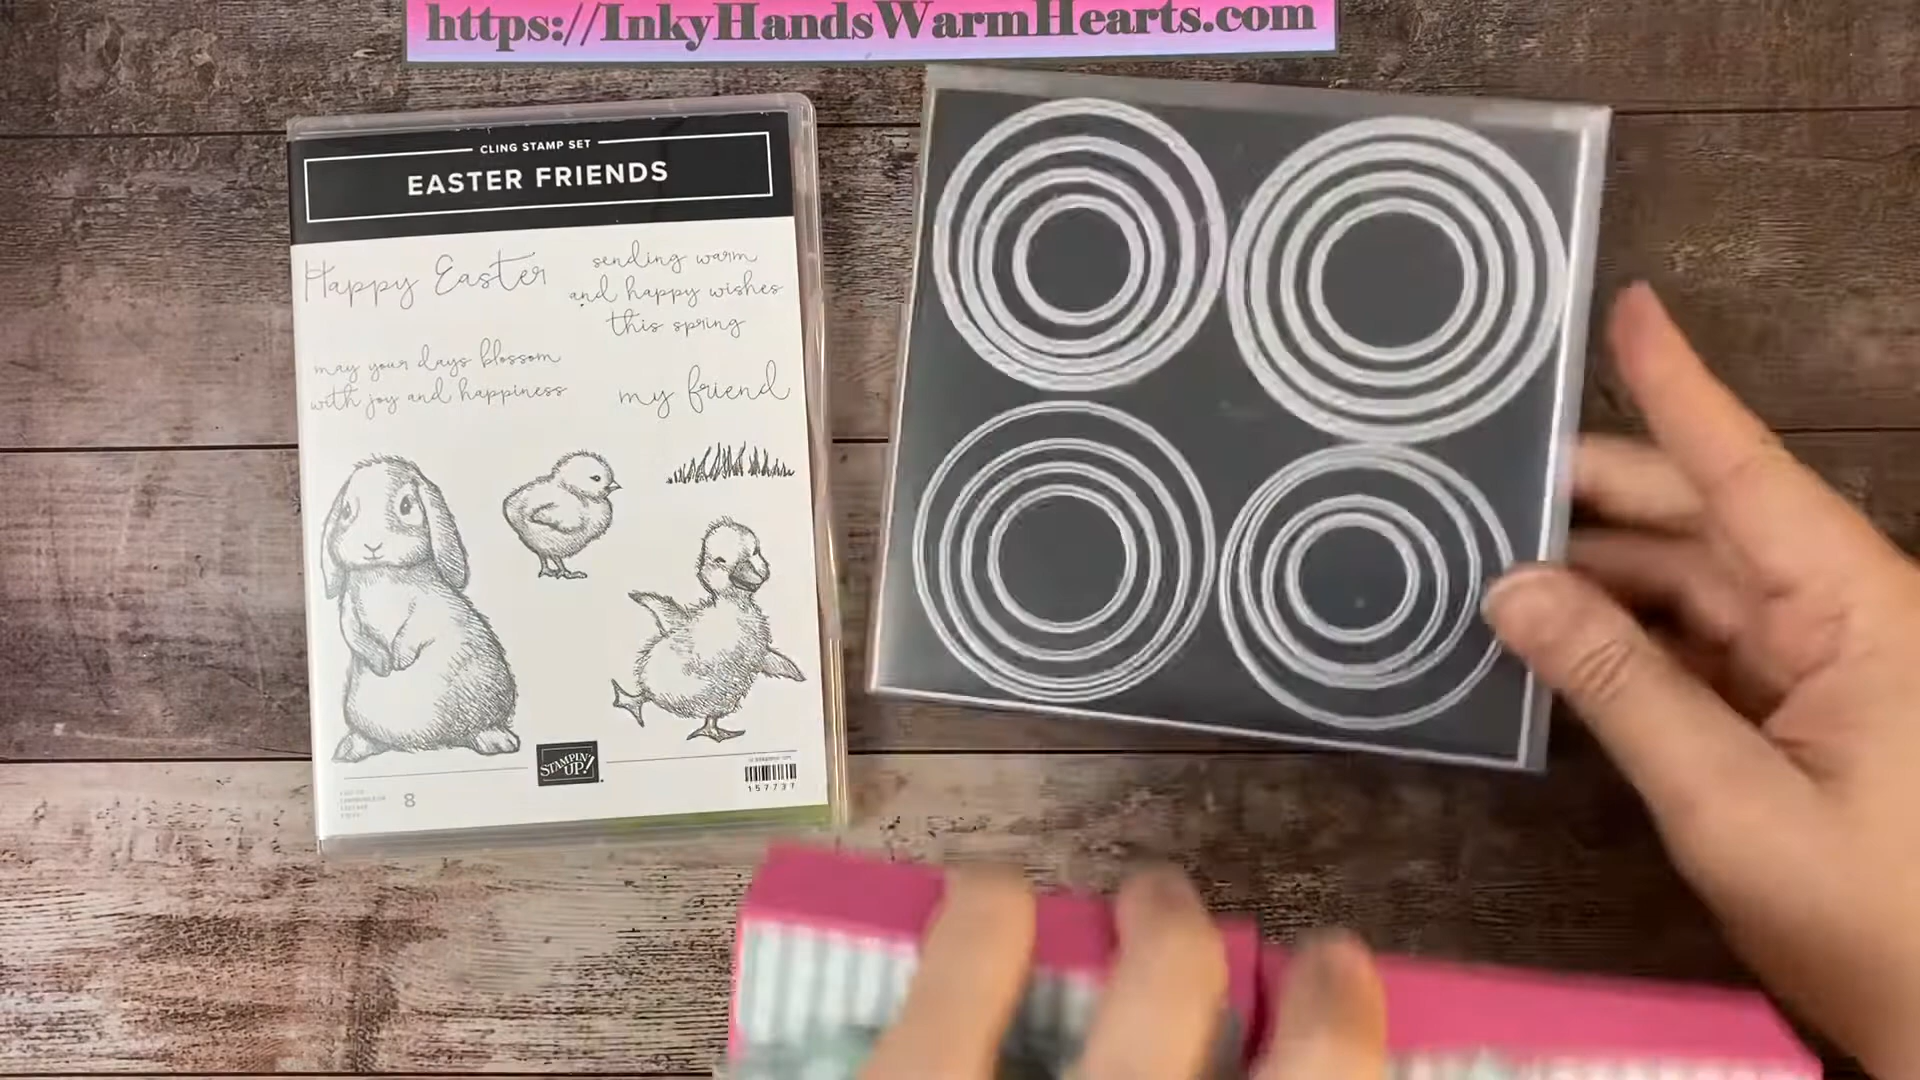 https://InkyHandsWarmHearts.com
CLING STAMP SET
EASTER FRIENDS
Happy Easter
sending warm
and happy wishes
this spring
may your days blossom
with joy and happiness
my friend
STAMPIN'
UP!
8
157737